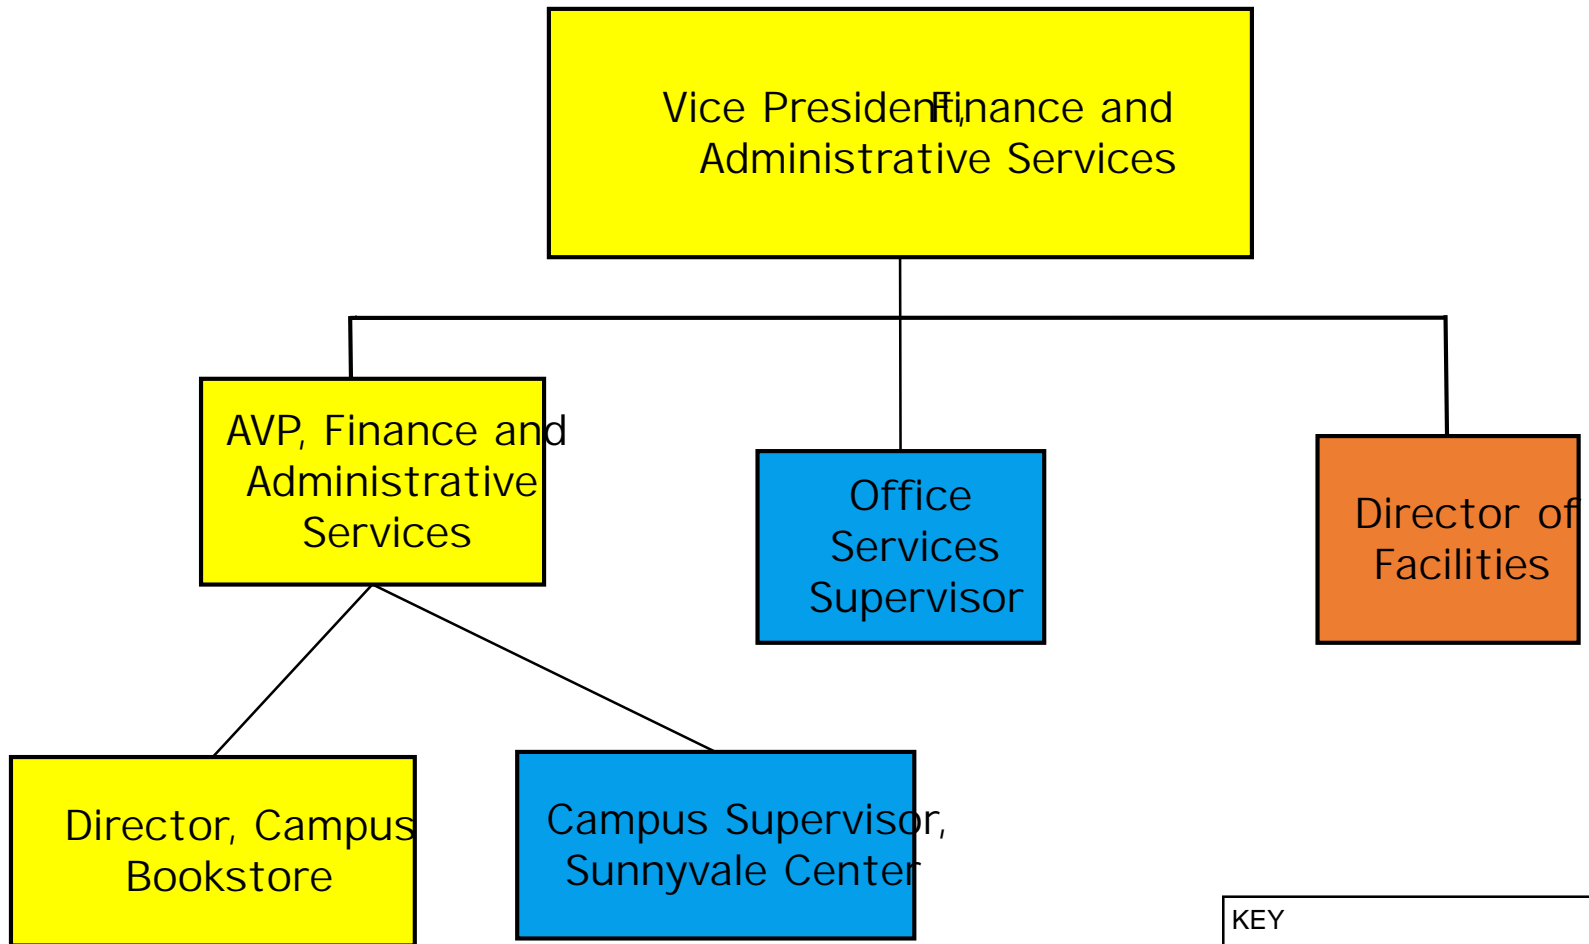 Vice President, Finance and
Administrative Services
AVP, Finance and
Administrative
Services
Office
Services
Supervisor
Director of
Facilities
Director, Campus
Bookstore
Campus Supervisor,
Sunnyvale Center
KEY